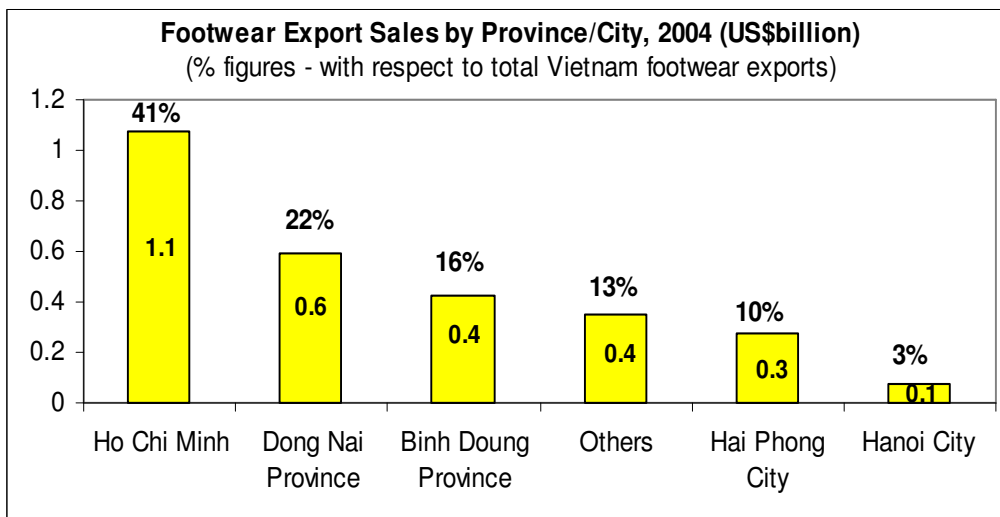 Footwear Export Sales by Province/City, 2004 (US$billion)
(% figures - with respect to total Vietnam footwear exports)
1.2
1
0.8
0.6
0.4
0.2
0
41%
22%
16%
13%
10%
3%
1.1
0.6
0.4
0.4
0.3
0.1
Ho Chi Minh
Dong Nai
Province
Binh Doung
Province
Others
Hai Phong
City
Hanoi City